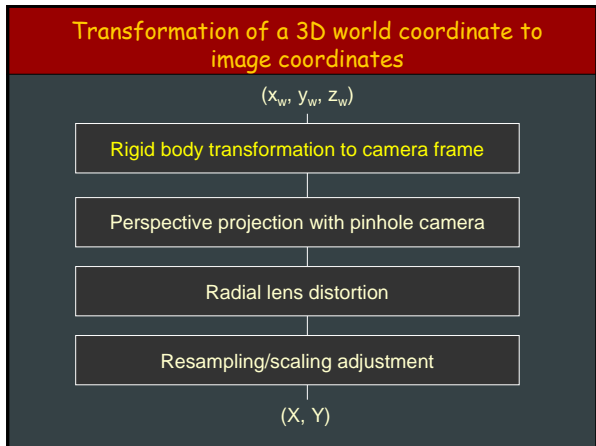 Transformation of a 3D world coordinate to
image coordinates
(xw, yw, zw)
Rigid body transformation to camera frame
Perspective projection with pinhole camera
Radial lens distortion
Resampling/scaling adjustment
(X, Y)